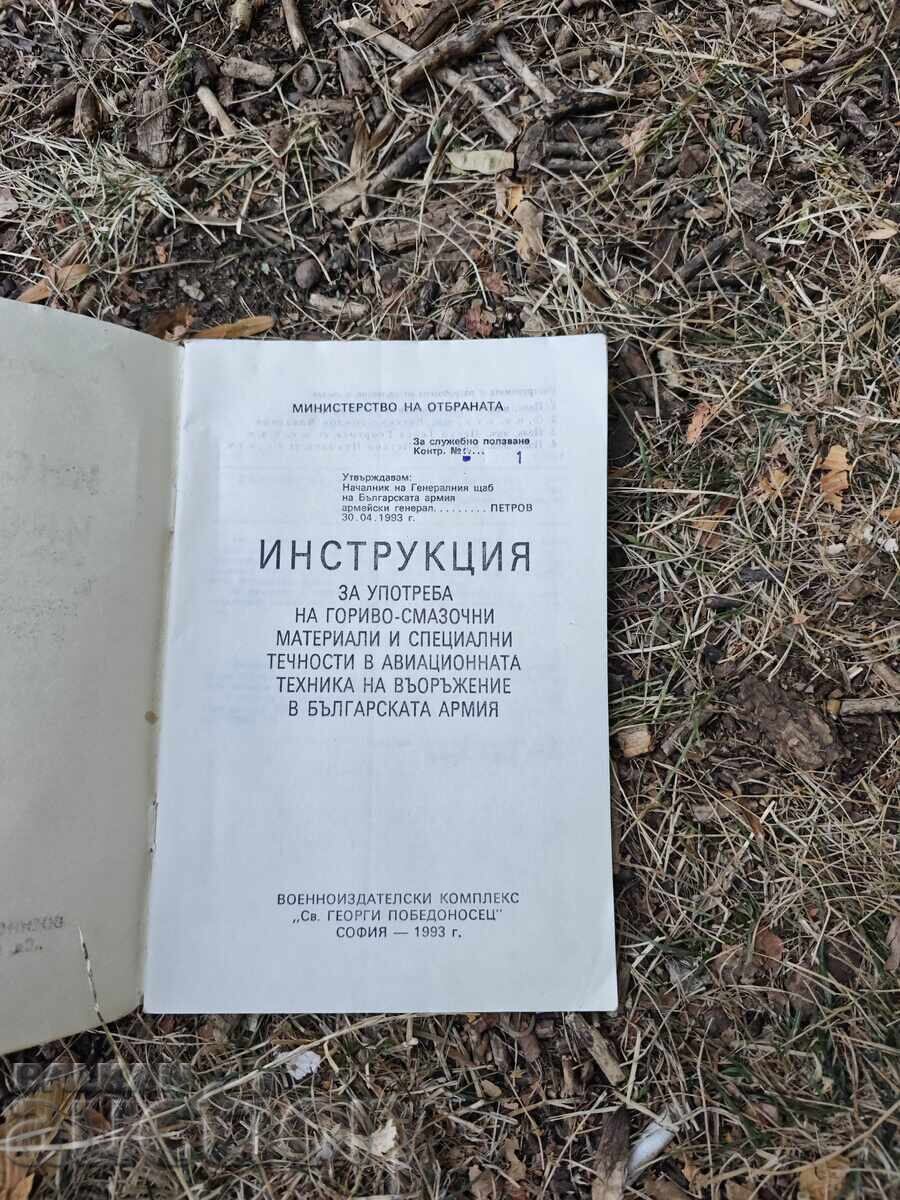 МИНИСТЕРСТВО НА ОТБРАНАТА
За служебно ползване
Контр. №.... 1
Утвърждавам:
Началник на Генералния щаб
на Българската армия
армейски генерал......... ПЕТРОВ
30.04.1993 г.
ИНСТРУКЦИЯ
ЗА УПОТРЕБА
НА ГОРИВО-СМАЗОЧНИ
МАТЕРИАЛИ И СПЕЦИАЛНИ
ТЕЧНОСТИ В АВИАЦИОННАТА
ТЕХНИКА НА ВЪОРЪЖЕНИЕ
В БЪЛГАРСКАТА АРМИЯ
ВОЕННОИЗДАТЕЛСКИ КОМПЛЕКС
„Св. ГЕОРГИ ПОБЕДОНОСЕЦ"
СОФИЯ — 1993 г.
BALKAN